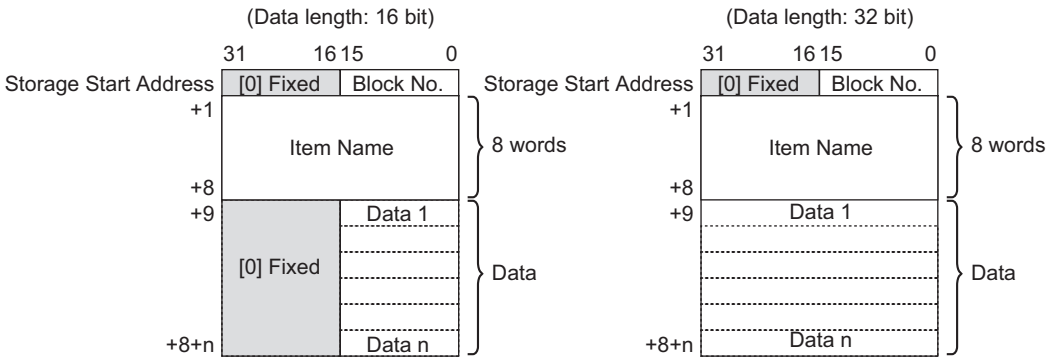 (Data length: 16 bit)
31 16 15 0
Storage Start Address [0] Fixed Block No.
+1
Item Name
8 words
+8
+9 Data 1
[0] Fixed
Data
+8+n Data n
(Data length: 32 bit)
31 16 15 0
Storage Start Address [0] Fixed Block No.
+1
Item Name
8 words
+8
+9 Data 1
Data
+8+n Data n